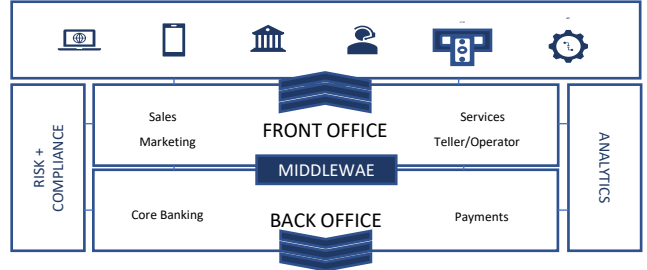 Sales
Services
FRONT OFFICE
Marketing
Teller/Operator
RISK +
COMPLIANCE
MIDDLEWAE
ANALYTICS
Core Banking
BACK OFFICE
Payments